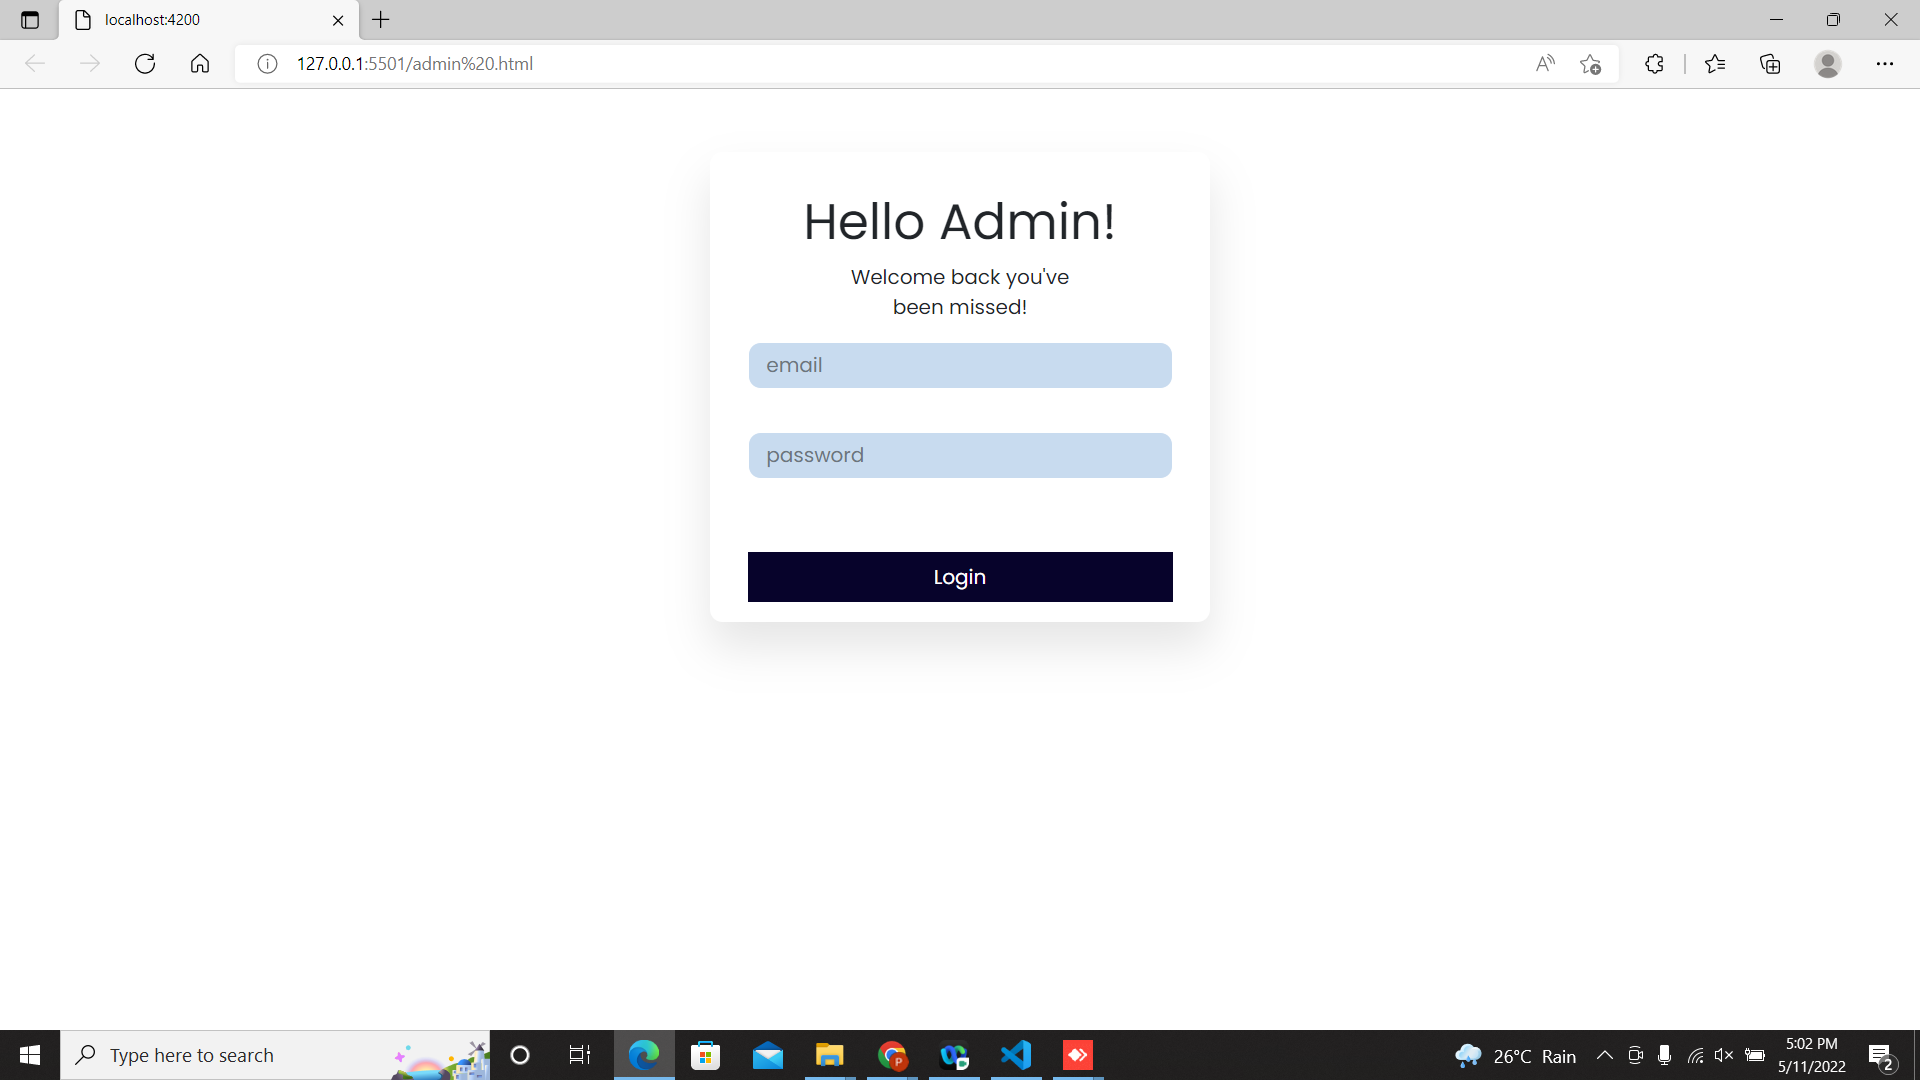 localhost:4200
127.0.0.1:5501/admin%20.html
Hello Admin!
Welcome back you've
been missed!
email
password
Login
Type here to search
P
26°C Rain
5:02 PM
5/11/2022
2